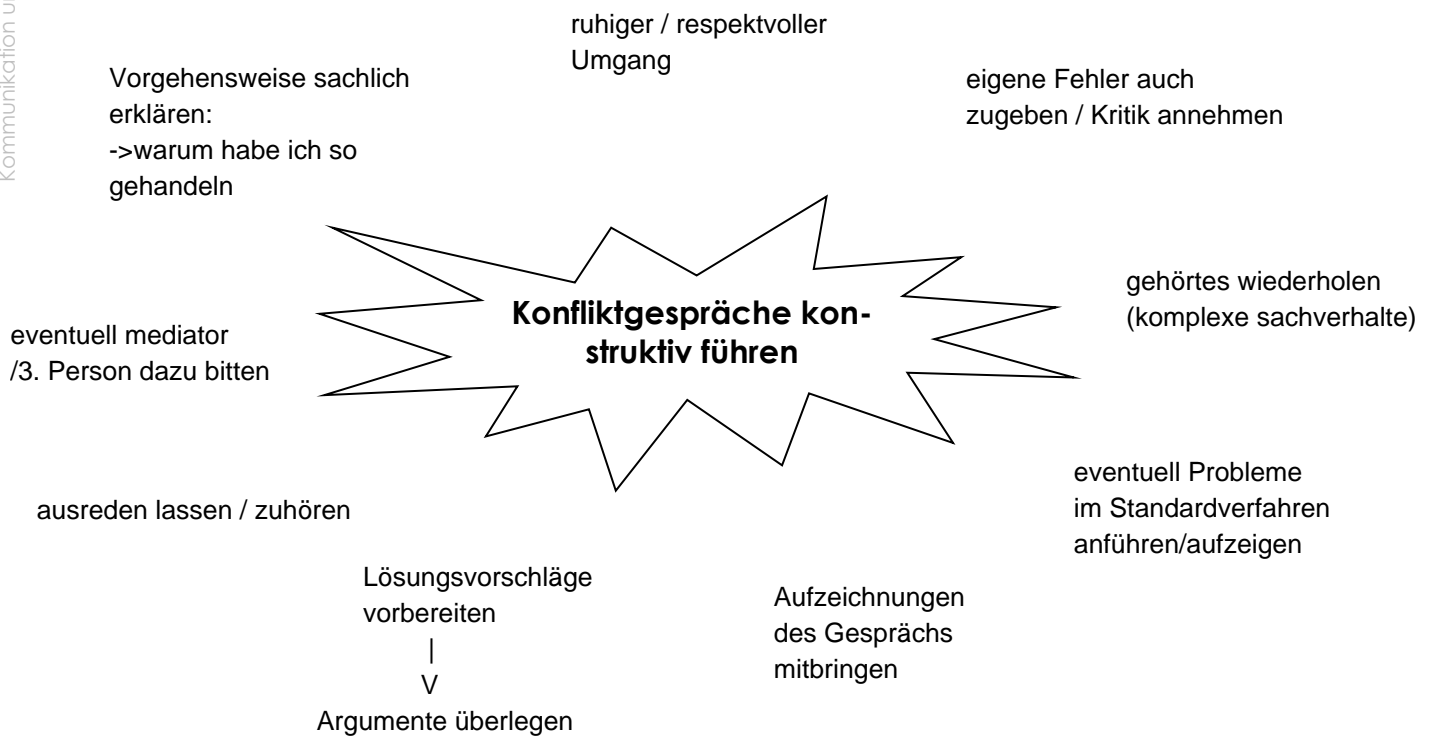 Kommunikation u
ruhiger / respektvoller
Umgang
Vorgehensweise sachlich
erklären:
->warum habe ich so
gehandeln
eigene Fehler auch
zugeben / Kritik annehmen
Konfliktgespräche kon-
struktiv führen
gehörtes wiederholen
(komplexe sachverhalte)
eventuell mediator
/3. Person dazu bitten
eventuell Probleme
im Standardverfahren
anführen/aufzeigen
ausreden lassen / zuhören
Lösungsvorschläge
vorbereiten
|
V
Argumente überlegen
Aufzeichnungen
des Gesprächs
mitbringen